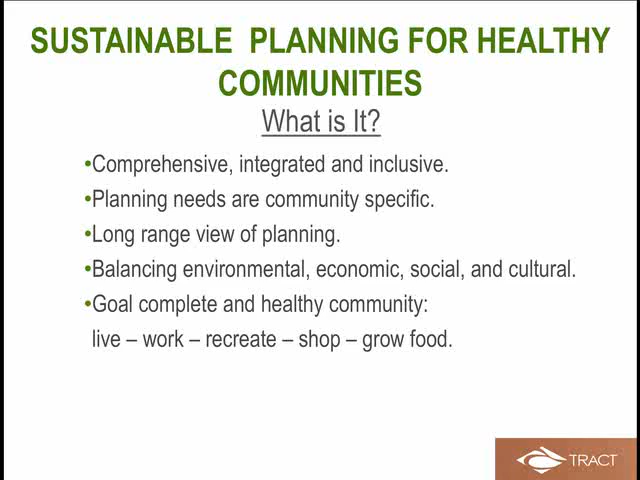 SUSTAINABLE  PLANNING FOR HEALTHY
COMMUNITIES
What is It?
•Comprehensive, integrated and inclusive.
•Planning needs are community specific.
•Long range view of planning.
•Balancing environmental, economic, social, and cultural.
•Goal complete and healthy community:
live – work – recreate – shop – grow food.
TRACT